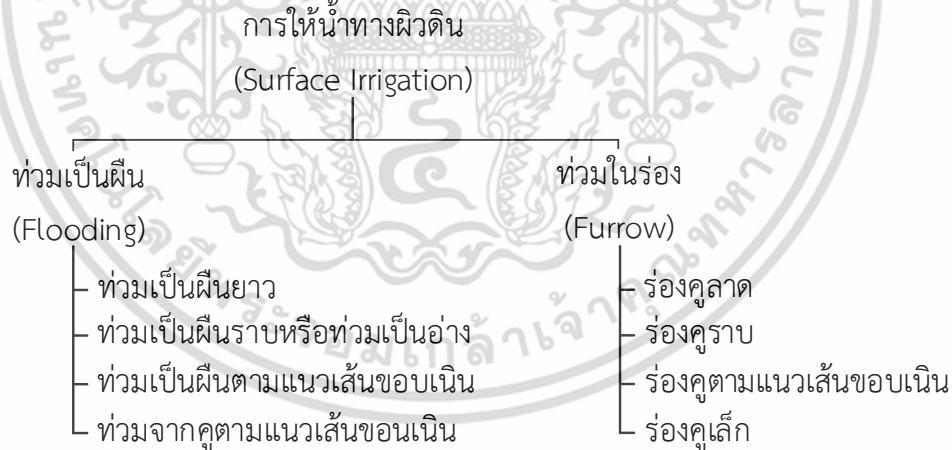 การให้น้ำทางผิวดิน
(Surface Irrigation)
ท่วมเป็นผืน
(Flooding)
ท่วมเป็นผืนยาว
ท่วมเป็นผืนราบหรือท่วมเป็นอ่าง
ท่วมเป็นผืนตามแนวเส้นขอบเนิน
ท่วมจากคูตามแนวเส้นขอนเนิน
ท่วมในร่อง
(Furrow)
ร่องคูลาด
ร่องคูราบ
ร่องคูตามแนวเส้นขอบเนิน
ร่องคูเล็ก